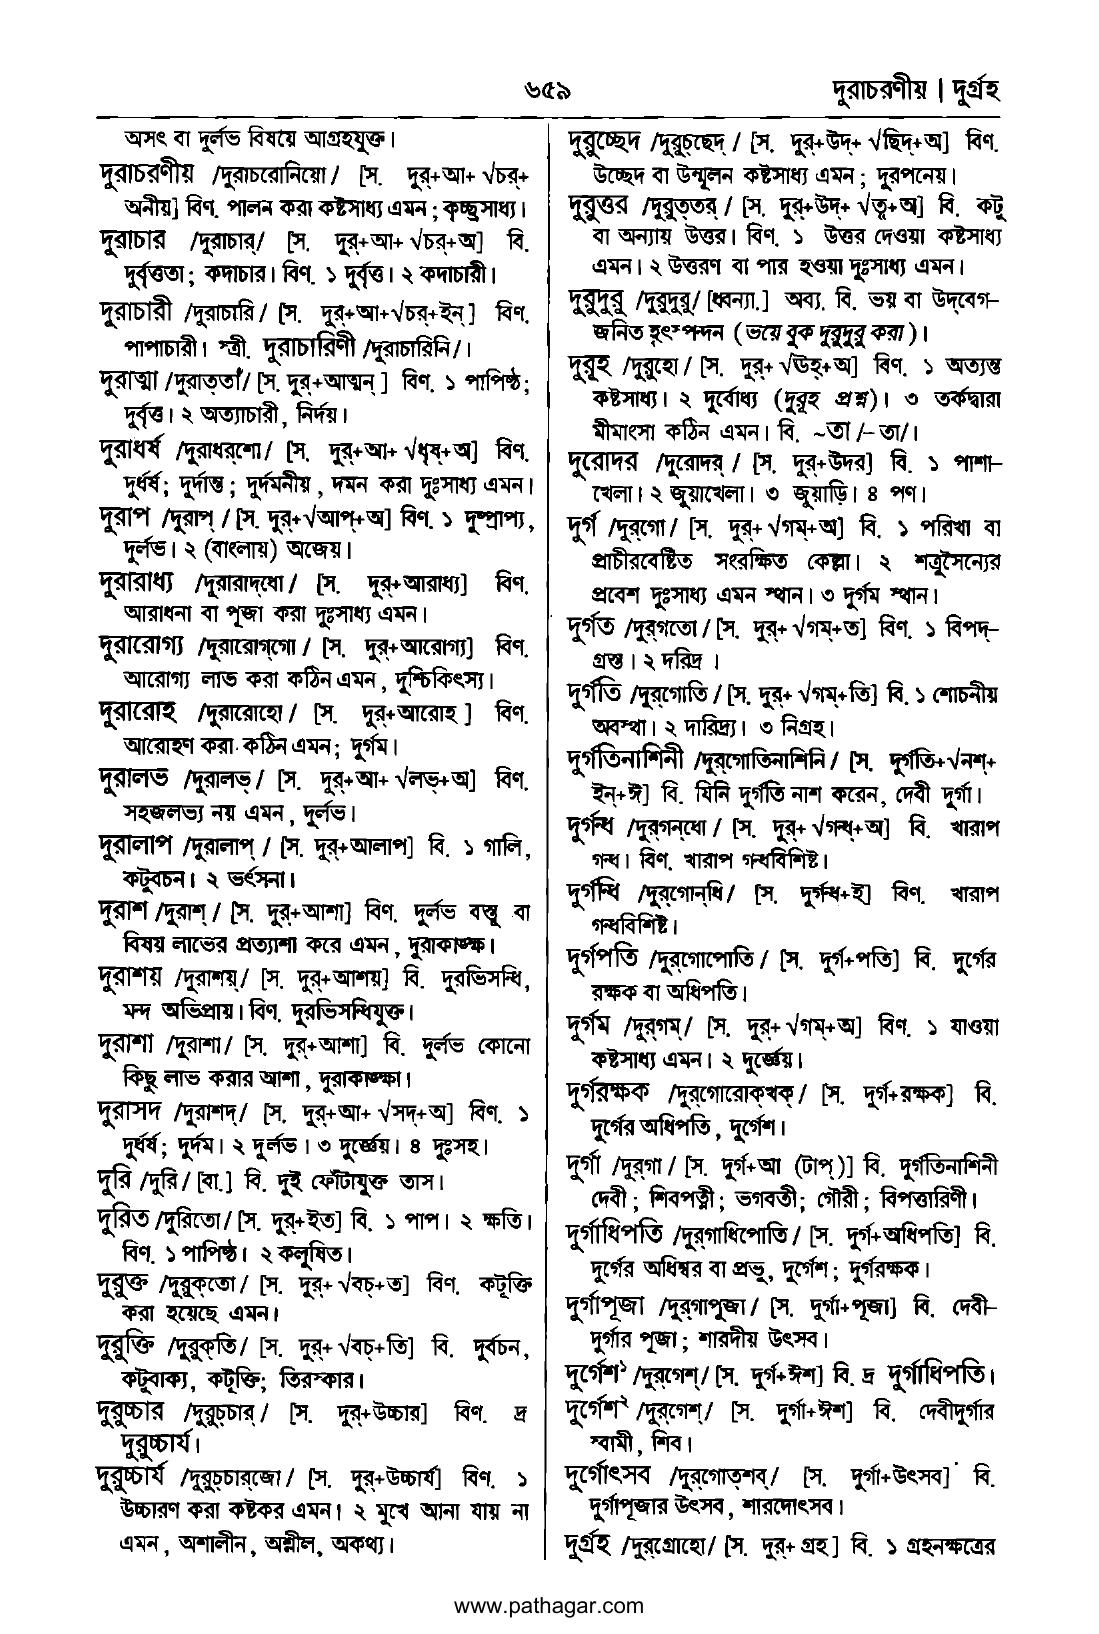 ৬৫৯
দুরাচরণীয় | দুর্গ্রহ
অসৎ বা দুর্লভ বিষয়ে আগ্রহযুক্ত।
দুরাচরণীয় /দুরাচরোনিয়ো/ [স. দুর্+আ+ √চর্+
অনীয়] বিণ. পালন করা কষ্টসাধ্য এমন ; কৃচ্ছ্রসাধ্য।
দুরাচার /দুরাচার্/ [স. দুর্+আ+ √চর্+অ] বি.
দুর্বৃত্ততা ; কদাচার। বিণ. ১ দুর্বৃত্ত। ২ কদাচারী।
দুরাচারী /দুরাচারি/ [স. দুর্+আ+√চর্+ইন্] বিণ.
পাপাচারী। স্ত্রী. দুরাচারিণী /দুরাচারিনি/।
দুরাত্মা /দুরাত্‌তাঁ/ [স. দুর্+আত্মন্] বিণ. ১ পাপিষ্ঠ;
দুর্বৃত্ত। ২ অত্যাচারী, নির্দয়।
দুরাধর্ষ /দুরাধর্‌শো/ [স. দুর্+আ+ √ধৃষ্+অ] বিণ.
দুর্ধর্ষ; দুর্দান্ত ; দুর্দমনীয়, দমন করা দুঃসাধ্য এমন।
দুরাপ /দুরাপ্/ [স. দুর্+√আপ্+অ] বিণ. ১ দুষ্প্রাপ্য,
দুর্লভ। ২ (বাংলায়) অজেয়।
দুরারাধ্য /দুরারাদ্‌ধো/ [স. দুর্+আরাধ্য] বিণ.
আরাধনা বা পূজা করা দুঃসাধ্য এমন।
দুরারোগ্য /দুরারোগ্‌গো/ [স. দুর্+আরোগ্য] বিণ.
আরোগ্য লাভ করা কঠিন এমন, দুশ্চিকিৎস্য।
দুরারোহ /দুরারোহো/ [স. দুর্+আরোহ] বিণ.
আরোহণ করা কঠিন এমন; দুর্গম।
দুরালভ /দুরালভ্/ [স. দুর্+আ+ √লভ্+অ] বিণ.
সহজলভ্য নয় এমন, দুর্লভ।
দুরালাপ /দুরালাপ্/ [স. দুর্+আলাপ] বি. ১ গালি,
কটুবচন। ২ ভর্ৎসনা।
দুরাশ /দুরাশ্/ [স. দুর্+আশা] বিণ. দুর্লভ বস্তু বা
বিষয় লাভের প্রত্যাশা করে এমন, দুরাকাঙ্ক্ষ।
দুরাশয় /দুরাশয়্/ [স. দুর্+আশয়] বি. দুরভিসন্ধি,
মন্দ অভিপ্রায়। বিণ. দুরভিসন্ধিযুক্ত।
দুরাশা /দুরাশা/ [স. দুর্+আশা] বি. দুর্লভ কোনো
কিছু লাভ করার আশা, দুরাকাঙ্ক্ষা।
দুরাসদ /দুরাশদ্/ [স. দুর্+আ+ √সদ্+অ] বিণ. ১
দুর্ধর্ষ; দুর্দম। ২ দুর্লভ। ৩ দুর্জ্ঞেয়। ৪ দুঃসহ।
দুরি /দুরি/ [বা.] বি. দুই ফোঁটাযুক্ত তাস।
দুরিত /দুরিতো/ [স. দুর্+ইত] বি. ১ পাপ। ২ ক্ষতি।
বিণ. ১ পাপিষ্ঠ। ২ কলুষিত।
দুরুক্ত /দুরুক্‌তো/ [স. দুর্+ √বচ্+ত] বিণ. কটূক্তি
করা হয়েছে এমন।
দুরুক্তি /দুরুক্‌তি/ [স. দুর্+ √বচ্+তি] বি. দুর্বচন,
কটুবাক্য, কটূক্তি; তিরস্কার।
দুরুচ্চার /দুরুচ্‌চার্/ [স. দুর্+উচ্চার] বিণ. দ্র
দুরুচ্চার্য।
দুরুচ্চার্য /দুরুচ্‌চার্‌জো/ [স. দুর্+উচ্চার্য] বিণ. ১
উচ্চারণ করা কষ্টকর এমন। ২ মুখে আনা যায় না
এমন, অশালীন, অশ্লীল, অকথ্য।
দুরুচ্ছেদ /দুরুচ্‌ছেদ্/ [স. দুর্+উদ্+ √ছিদ্+অ] বিণ.
উচ্ছেদ বা উন্মূলন কষ্টসাধ্য এমন ; দুরপনেয়।
দুরুত্তর /দুরুত্‌তর্/ [স. দুর্+উদ্+ √তৃ+অ] বি. কটু
বা অন্যায় উত্তর। বিণ. ১ উত্তর দেওয়া কষ্টসাধ্য
এমন। ২ উত্তরণ বা পার হওয়া দুঃসাধ্য এমন।
দুরুদুরু /দুরুদুরু/ [ধ্বন্যা.] অব্য. বি. ভয় বা উদ্‌বেগ-
জনিত হৃৎস্পন্দন (ভয়ে বুক দুরুদুরু করা)।
দুরূহ /দুরুহো/ [স. দুর্+ √ঊহ্+অ] বিণ. ১ অত্যন্ত
কষ্টসাধ্য। ২ দুর্বোধ্য (দুরূহ প্রশ্ন)। ৩ তর্কদ্বারা
মীমাংসা কঠিন এমন। বি. ~তা /-তা/।
দুরোদর /দুরোদর্/ [স. দুর্+উদর] বি. ১ পাশা-
খেলা। ২ জুয়াখেলা। ৩ জুয়াড়ি। ৪ পণ।
দুর্গ /দুর্‌গো/ [স. দুর্+ √গম্+অ] বি. ১ পরিখা বা
প্রাচীরবেষ্টিত সংরক্ষিত কেল্লা। ২ শত্রুসৈন্যের
প্রবেশ দুঃসাধ্য এমন স্থান। ৩ দুর্গম স্থান।
দুর্গত /দুর্‌গতো/ [স. দুর্+ √গম্+ত] বিণ. ১ বিপদ্-
গ্রস্ত। ২ দরিদ্র ।
দুর্গতি /দুর্‌গোতি/ [স. দুর্+ √গম্+তি] বি. ১ শোচনীয়
অবস্থা। ২ দারিদ্র্য। ৩ নিগ্রহ।
দুর্গতিনাশিনী /দুর্‌গোতিনাশিনি/ [স. দুর্গতি+√নশ্+
ইন্+ঈ] বি. যিনি দুর্গতি নাশ করেন, দেবী দুর্গা।
দুর্গন্ধ /দুর্‌গন্‌ধো/ [স. দুর্+ √গন্ধ্+অ] বি. খারাপ
গন্ধ। বিণ. খারাপ গন্ধবিশিষ্ট।
দুর্গন্ধি /দুর্‌গোন্‌ধি/ [স. দুর্গন্ধ+ই] বিণ. খারাপ
গন্ধবিশিষ্ট।
দুর্গপতি /দুর্‌গোপোতি/ [স. দুর্গ+পতি] বি. দুর্গের
রক্ষক বা অধিপতি।
দুর্গম /দুর্‌গম্/ [স. দুর্+ √গম্+অ] বিণ. ১ যাওয়া
কষ্টসাধ্য এমন। ২ দুর্জ্ঞেয়।
দুর্গরক্ষক /দুর্‌গোরোক্‌খক্/ [স. দুর্গ+রক্ষক] বি.
দুর্গের অধিপতি, দুর্গেশ।
দুর্গা /দুর্‌গা/ [স. দুর্গ+আ (টাপ্)] বি. দুর্গতিনাশিনী
দেবী ; শিবপত্নী; ভগবতী; গৌরী ; বিপত্তারিণী।
দুর্গাধিপতি /দুর্‌গাধিপোতি/ [স. দুর্গ+অধিপতি] বি.
দুর্গের অধিশ্বর বা প্রভু, দুর্গেশ ; দুর্গরক্ষক।
দুর্গাপূজা /দুর্‌গাপুজা/ [স. দুর্গা+পূজা] বি. দেবী-
দুর্গার পূজা ; শারদীয় উৎসব।
দুর্গেশ১ /দুর্‌গেশ্/ [স. দুর্গ+ঈশ] বি. দ্র দুর্গাধিপতি।
দুর্গেশ২ /দুর্‌গেশ্/ [স. দুর্গা+ঈশ] বি. দেবীদুর্গার
স্বামী, শিব।
দুর্গোৎসব /দুর্‌গোত্‌শব্/ [স. দুর্গা+উৎসব] বি.
দুর্গাপূজার উৎসব, শারদোৎসব।
দুর্গ্রহ /দুর্‌গ্রোহো/ [স. দুর্+গ্রহ] বি. ১ গ্রহনক্ষত্রের
www.pathagar.com